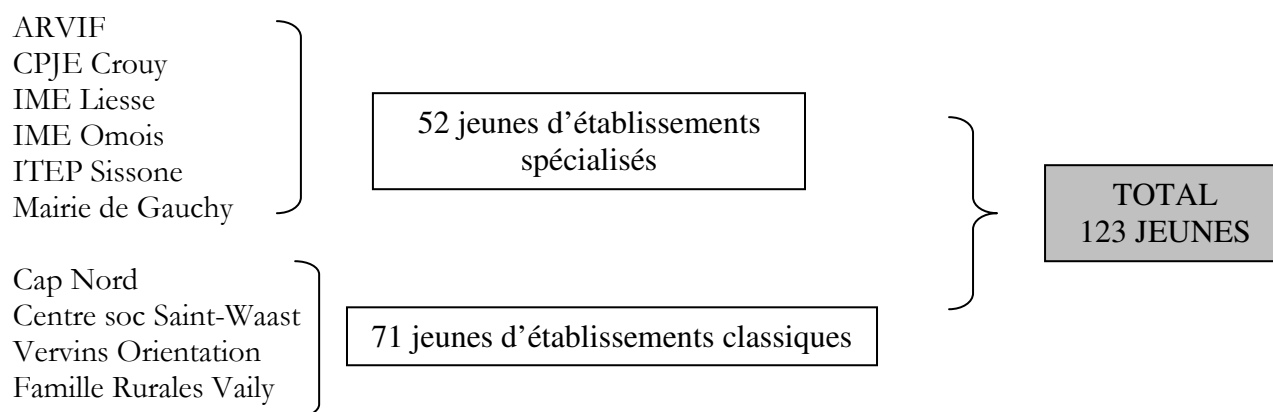 ARVIF
CPJE Crouy
IME Liesse
IME Omois
ITEP Sissone
Mairie de Gauchy
52 jeunes d’établissements
spécialisés
TOTAL
123 JEUNES
Cap Nord
Centre soc Saint-Waast
Vervins Orientation
Famille Rurales Vaily
71 jeunes d’établissements classiques